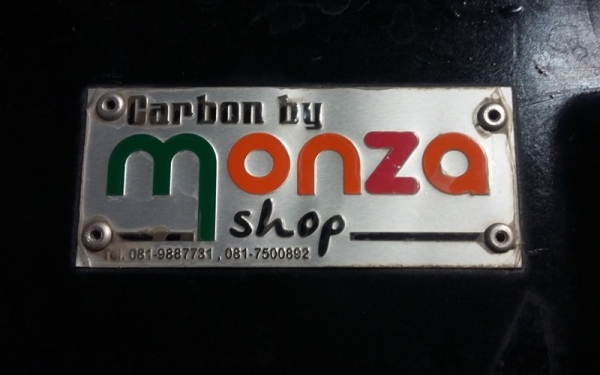 Carbon by
monza
shop
Tel. 081-9887781 , 081-7500892